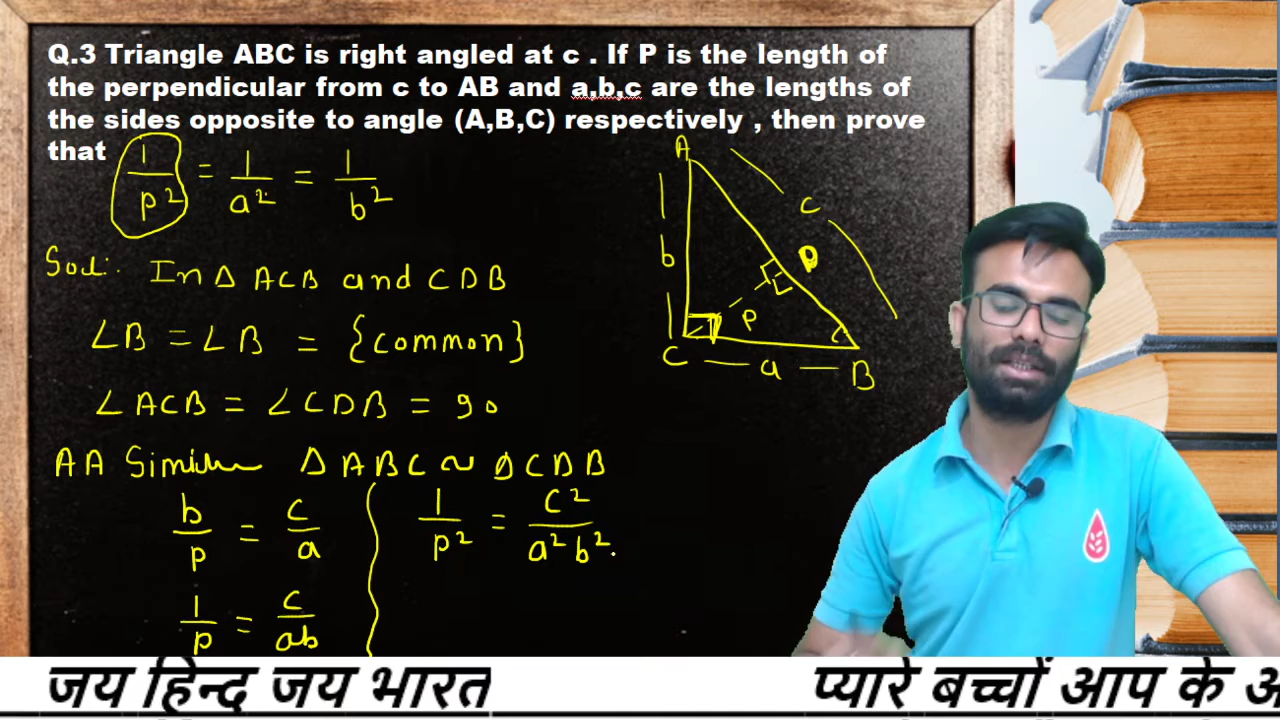 Q.3 Triangle ABC is right angled at c . If P is the length of
the perpendicular from c to AB and a,b,c are the lengths of
the sides opposite to angle (A,B,C) respectively , then prove
that 1/p² = 1/a² = 1/b²
Sol:. In Δ ACB and CDB
∠B = ∠B = {common}
∠ACB = ∠CDB = 90
AA Similar Δ ABC ~ Δ CDB
b/p = c/a
1/p = c/ab
1/p² = c²/a²b².
A
c
b
D
P
C — a — B
जय हिन्द जय भारत
प्यारे बच्चों आप के